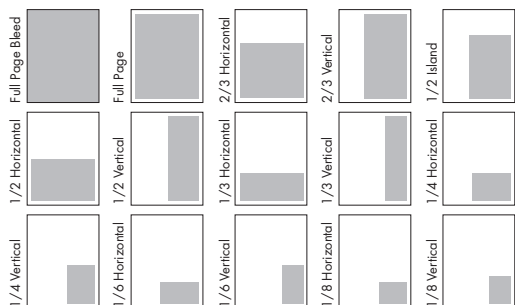 Full Page Bleed
Full Page
2/3 Horizontal
2/3 Vertical
1/2 Island
1/2 Horizontal
1/2 Vertical
1/3 Horizontal
1/3 Vertical
1/4 Horizontal
1/4 Vertical
1/6 Horizontal
1/6 Vertical
1/8 Horizontal
1/8 Vertical